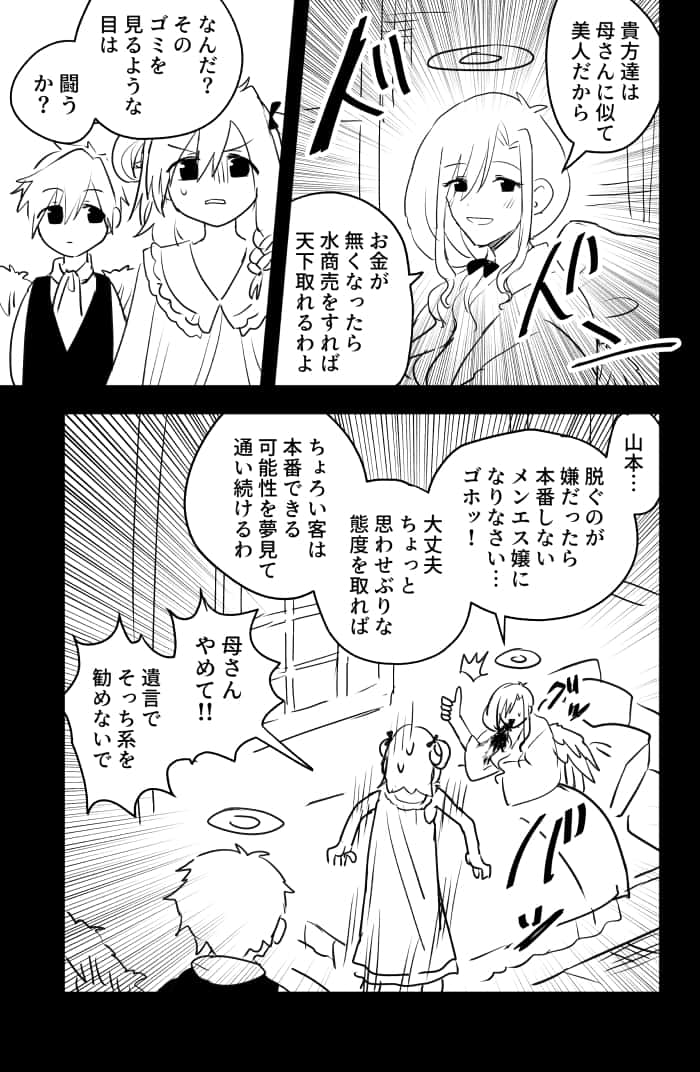 貴方達は
母さんに似て
美人だから
ドズ
お金が
無くなったら
水商売をすれば
天下取れるわよ
ドズーン
なんだ？
その
ゴミを
見るような
目は
闘う
か？
山本…
脱ぐのが
嫌だったら
本番しない
メンエス嬢に
なりなさい…
ゴホッ！
大丈夫
ちょっと
思わせぶりな
態度を取れば
ちょろい客は
本番できる
可能性を夢見て
通い続けるわ
グッ
母さん
やめて!!
遺言で
そっち系を
勧めないで